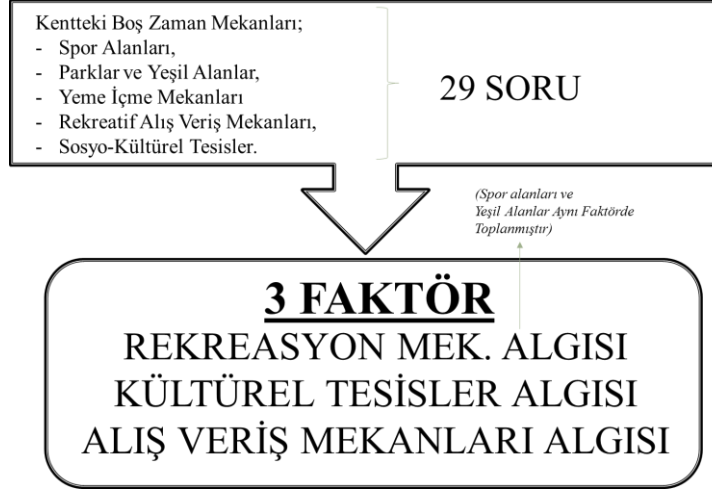 Kentteki Boş Zaman Mekanları;
- Spor Alanları,
- Parklar ve Yeşil Alanlar,
- Yeme İçme Mekanları
- Rekreatif Alış Veriş Mekanları,
- Sosyo-Kültürel Tesisler.
29 SORU
(Spor alanları ve
Yeşil Alanlar Aynı Faktörde
Toplanmıştır)
3 FAKTÖR
REKREASYON MEK. ALGISI
KÜLTÜREL TESİSLER ALGISI
ALIŞ VERİŞ MEKANLARI ALGISI